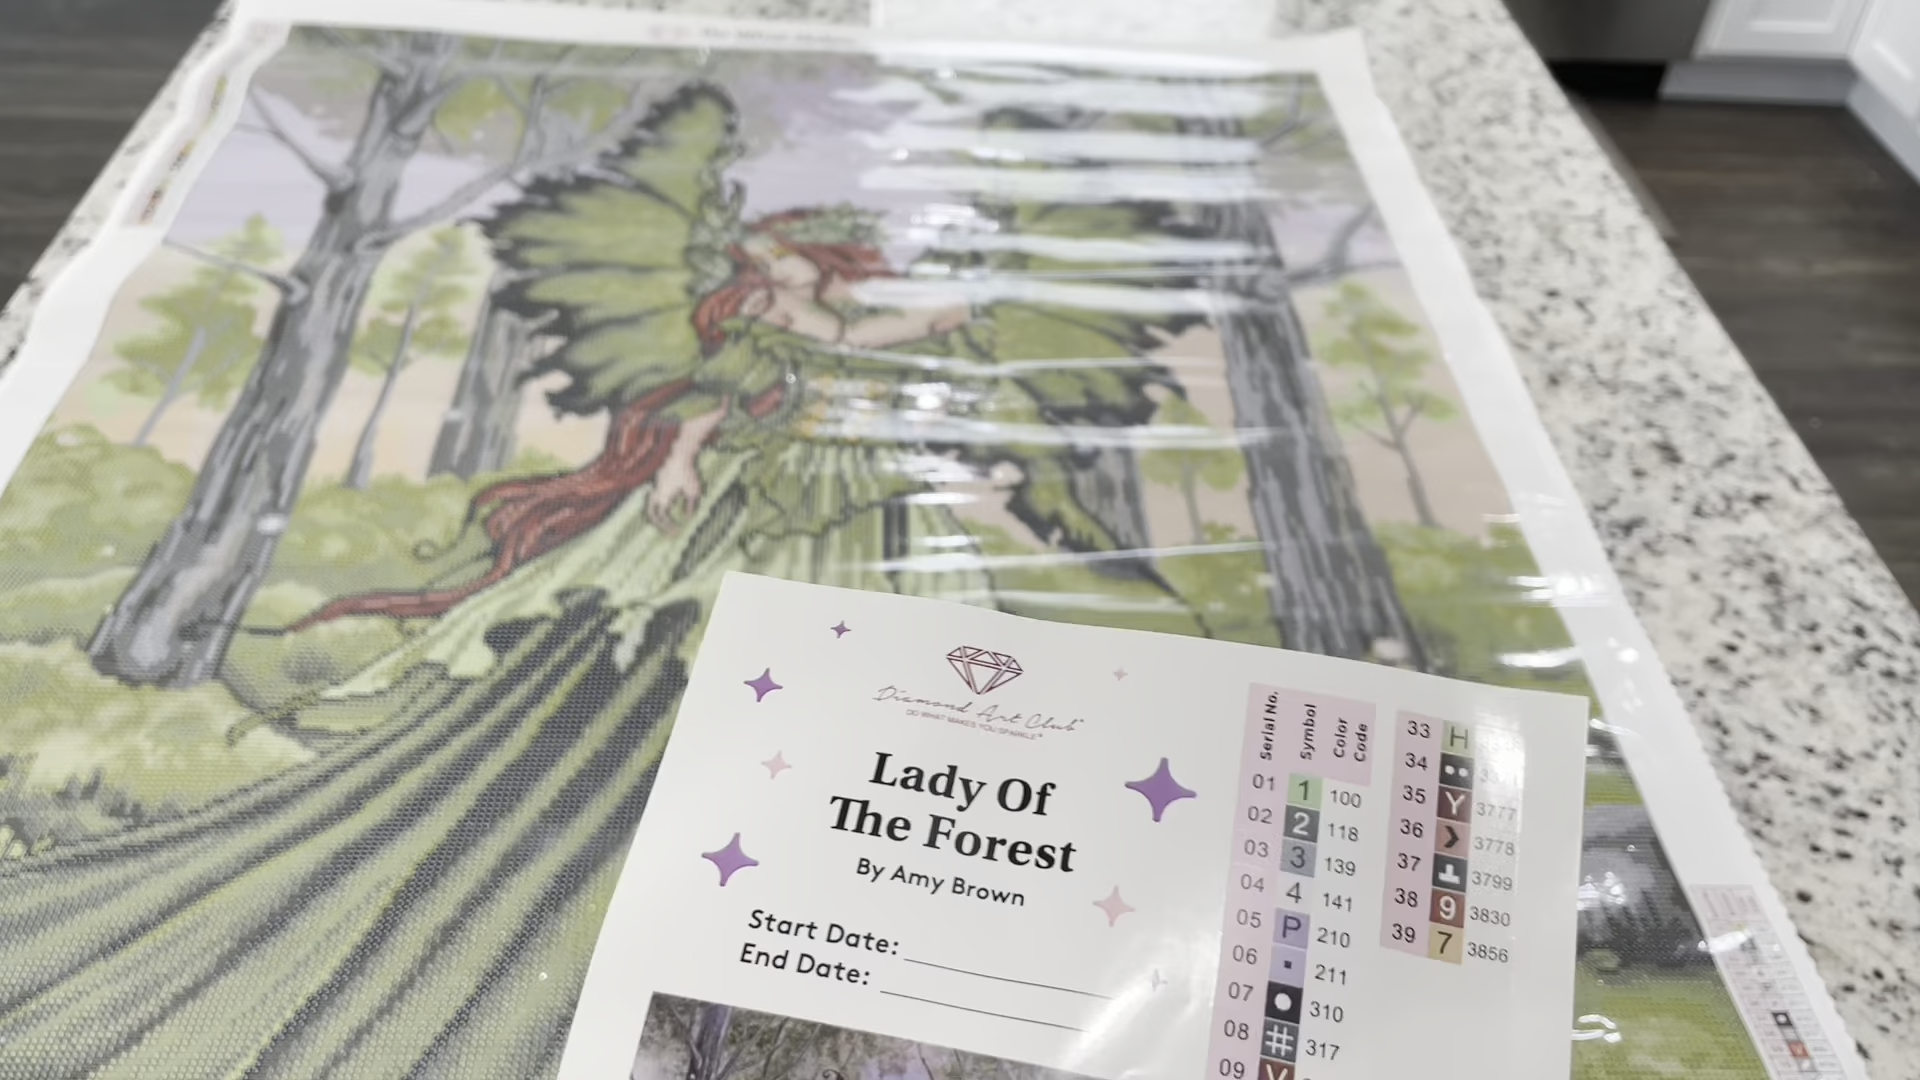 Diamond Art Club
DO WHAT MAKES YOU SPARKLE
Lady Of
The Forest
By Amy Brown
Start Date:
End Date:
Serial No. Symbol Color Code
01 1 100
02 2 118
03 3 139
04 4 141
05 P 210
06 ▪ 211
07 ● 310
08 # 317
09
33 H
34 ●●
35 Y 3777
36 ❯ 3778
37 ┻ 3799
38 9 3830
39 7 3856